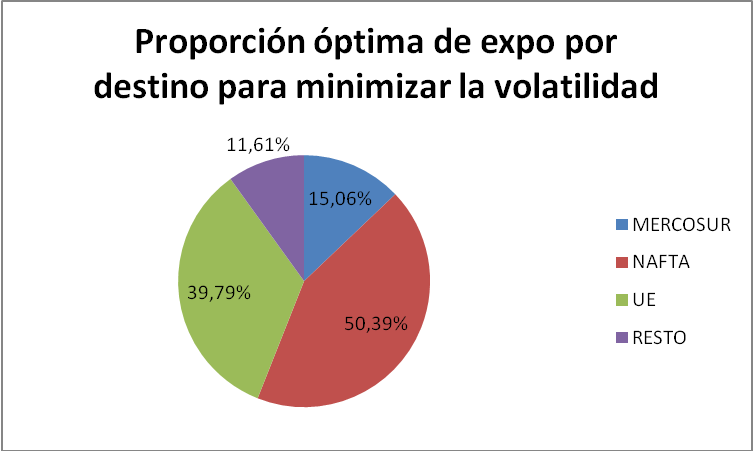 Proporción óptima de expo por
destino para minimizar la volatilidad
11,61%
15,06%
39,79%
50,39%
MERCOSUR
NAFTA
UE
RESTO